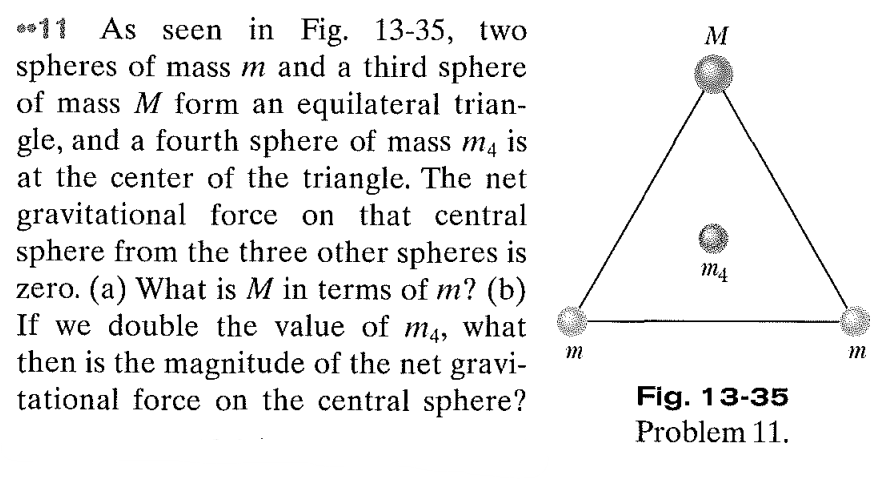 ••11 As seen in Fig. 13-35, two
spheres of mass m and a third sphere
of mass M form an equilateral trian-
gle, and a fourth sphere of mass m₄ is
at the center of the triangle. The net
gravitational force on that central
sphere from the three other spheres is
zero. (a) What is M in terms of m? (b)
If we double the value of m₄, what
then is the magnitude of the net gravi-
tational force on the central sphere?
M
m₄
m
m
Fig. 13-35
Problem 11.